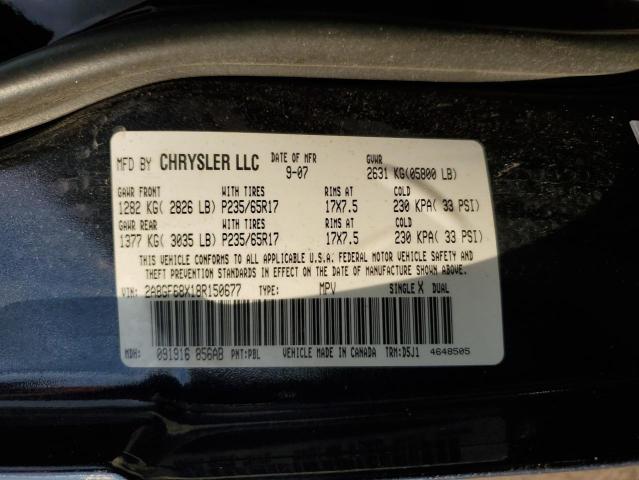 MFD BY CHRYSLER LLC DATE OF MFR 9-07 GVWR 2631 KG(05800 LB)
GAWR FRONT WITH TIRES RIMS AT COLD
1282 KG( 2826 LB) P235/65R17 17X7.5 230 KPA( 33 PSI)
GAWR REAR WITH TIRES RIMS AT COLD
1377 KG( 3035 LB) P235/65R17 17X7.5 230 KPA( 33 PSI)
THIS VEHICLE CONFORMS TO ALL APPLICABLE U.S.A. FEDERAL MOTOR VEHICLE SAFETY AND
THEFT PREVENTION STANDARDS IN EFFECT ON THE DATE OF MANUFACTURE SHOWN ABOVE.
VIN: 2A8GF68X18R150677 TYPE: MPV SINGLE X DUAL
MDH: 091916 856AB PNT:PBL VEHICLE MADE IN CANADA TRM:D5J1 4648505